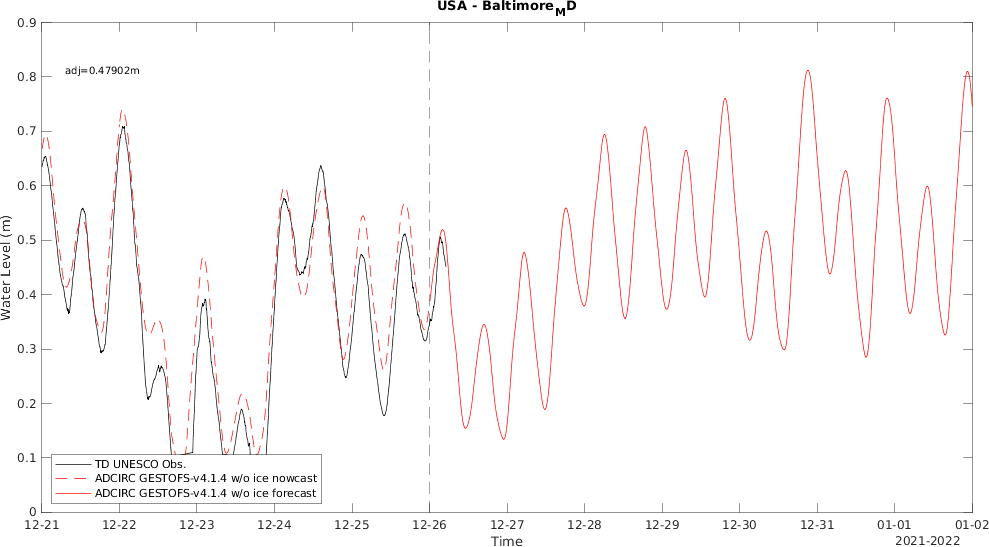 USA - Baltimore_MD
0.9
0.8
0.7
0.6
0.5
0.4
0.3
0.2
0.1
0
Water Level (m)
adj=0.47902m
TD UNESCO Obs.
ADCIRC GESTOFS-v4.1.4 w/o ice nowcast
ADCIRC GESTOFS-v4.1.4 w/o ice forecast
12-21 12-22 12-23 12-24 12-25 12-26 12-27 12-28 12-29 12-30 12-31 01-01 01-02
Time
2021-2022